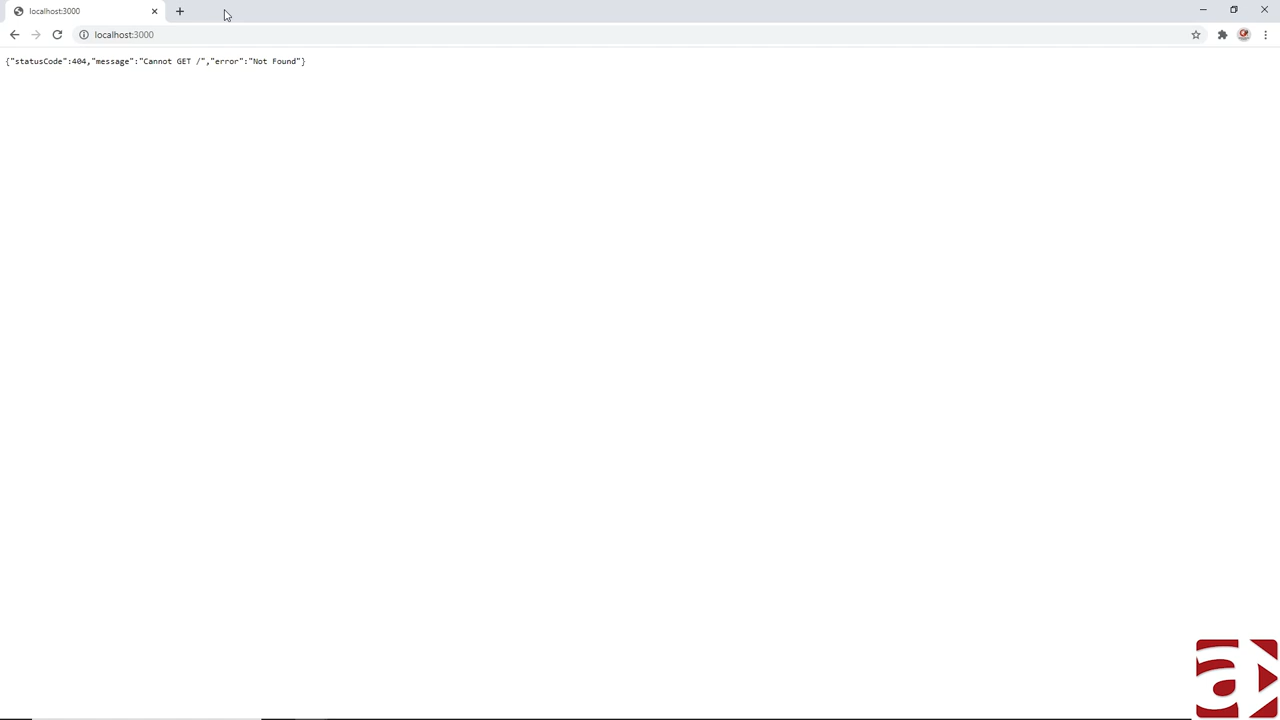 localhost:3000
localhost:3000
{"statusCode":404,"message":"Cannot GET /","error":"Not Found"}
a